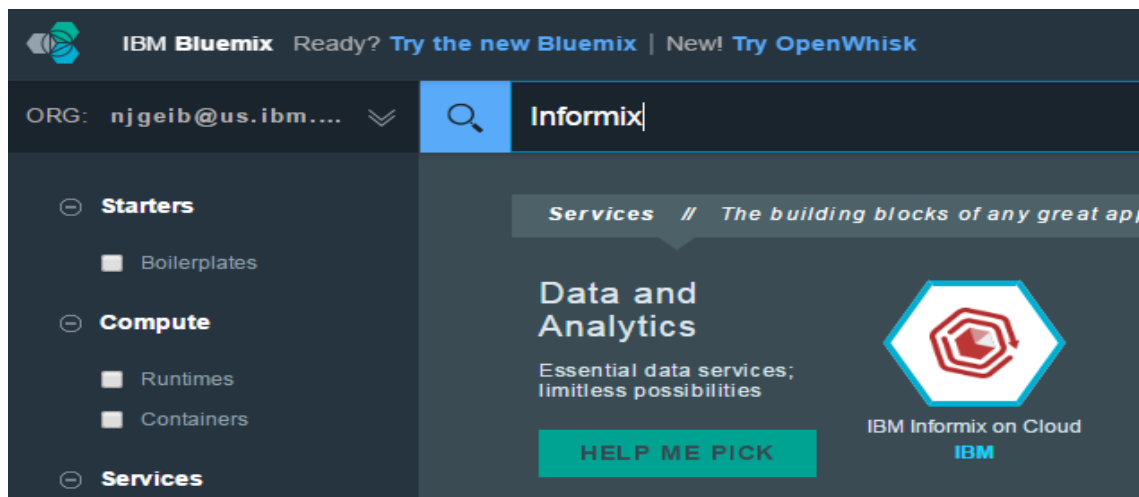 IBM Bluemix Ready? Try the new Bluemix | New! Try OpenWhisk
ORG: njgeib@us.ibm.... Informix
Starters
Boilerplates
Compute
Runtimes
Containers
Services
Services // The building blocks of any great app
Data and
Analytics
Essential data services;
limitless possibilities
HELP ME PICK
IBM Informix on Cloud
IBM